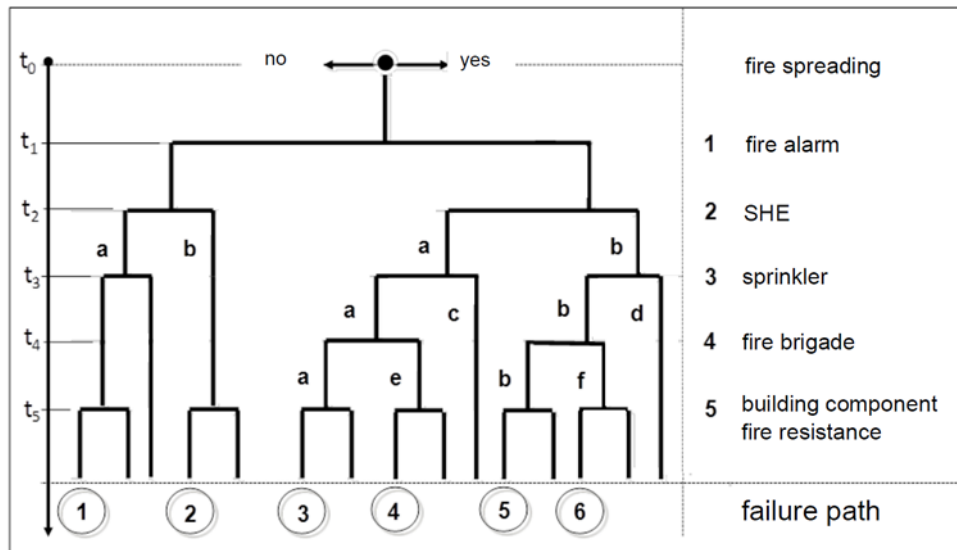 t0 no yes fire spreading
t1 1 fire alarm
t2 2 SHE
a b a b
t3 3 sprinkler
a c b d
t4 4 fire brigade
a e b f
t5 5 building component
fire resistance
1 2 3 4 5 6 failure path